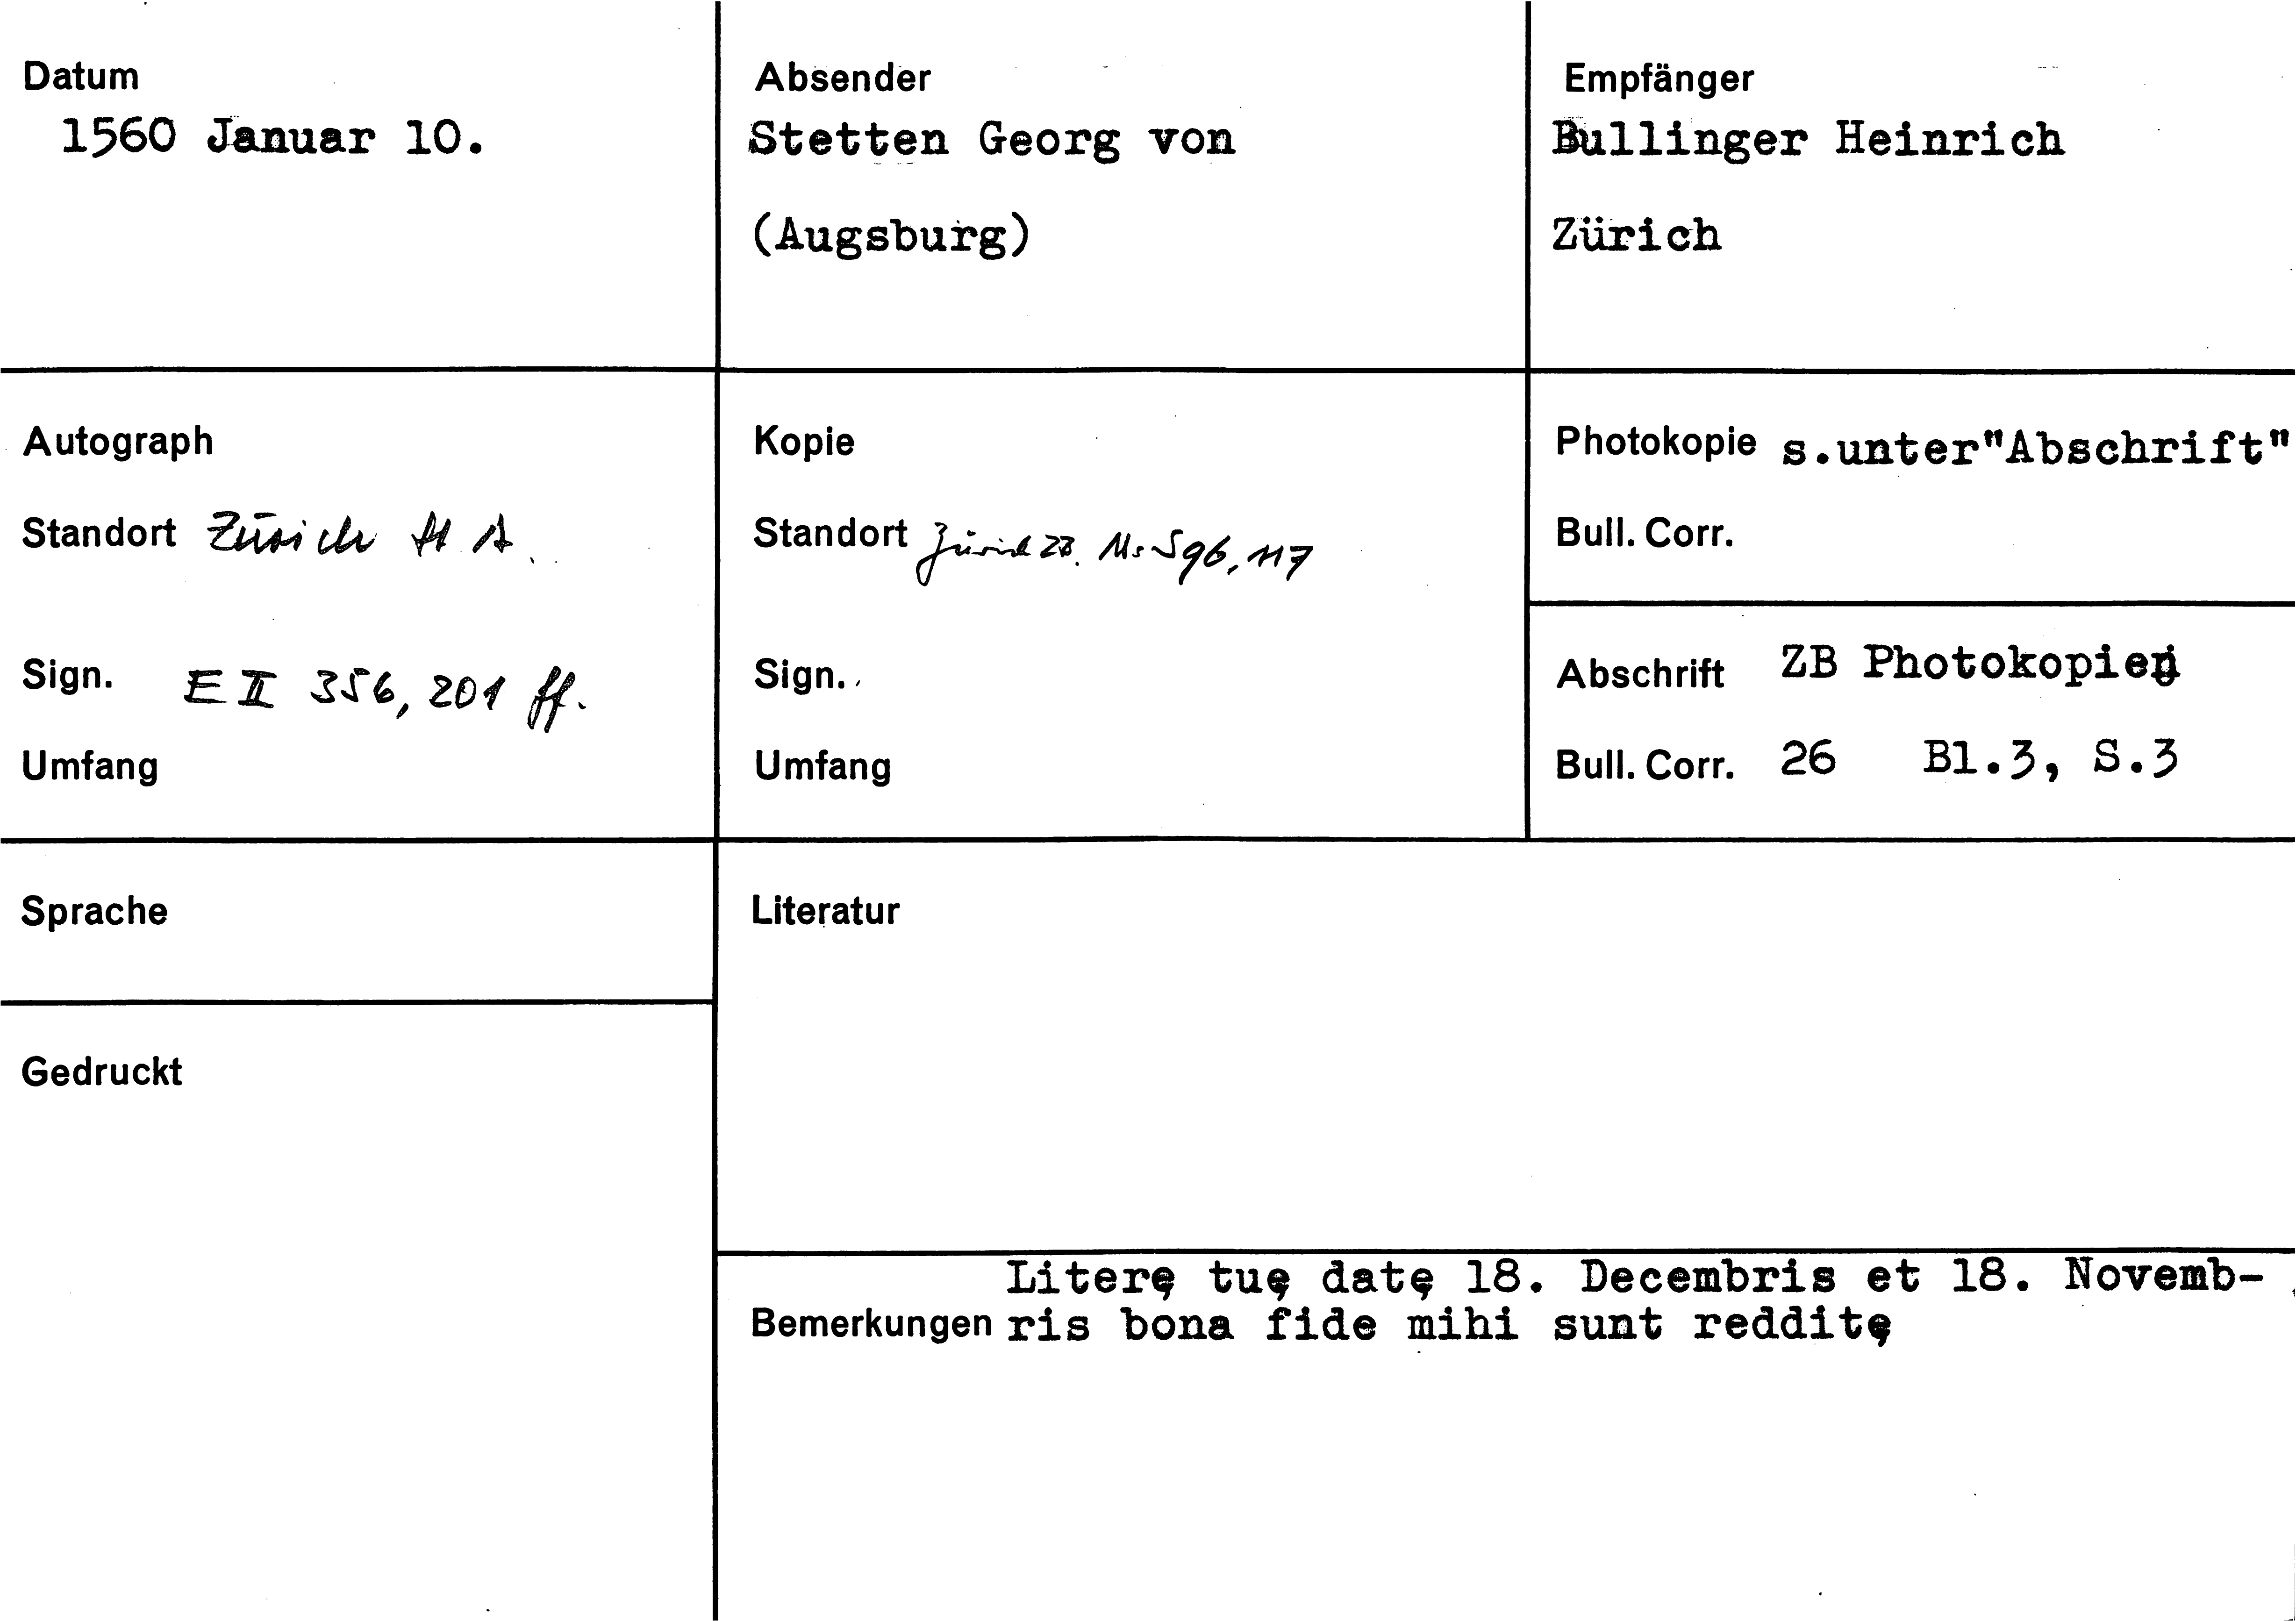 Datum
1560 Januar 10.
Absender
Stetten Georg von
(Augsburg)
Empfänger
Bullinger Heinrich
Zürich
Autograph
Standort Zürich St A.
Sign. E II 356, 201 ff.
Umfang
Kopie
Standort Zürich ZB. Ms S 96, 117
Sign.
Umfang
Photokopie s.unter"Abschrift"
Bull. Corr.
Abschrift ZB Photokopien
Bull. Corr. 26 Bl.3, S.3
Sprache
Gedruckt
Literatur
Literę tuę datę 18. Decembris et 18. Novemb-
Bemerkungen ris bona fide mihi sunt redditę